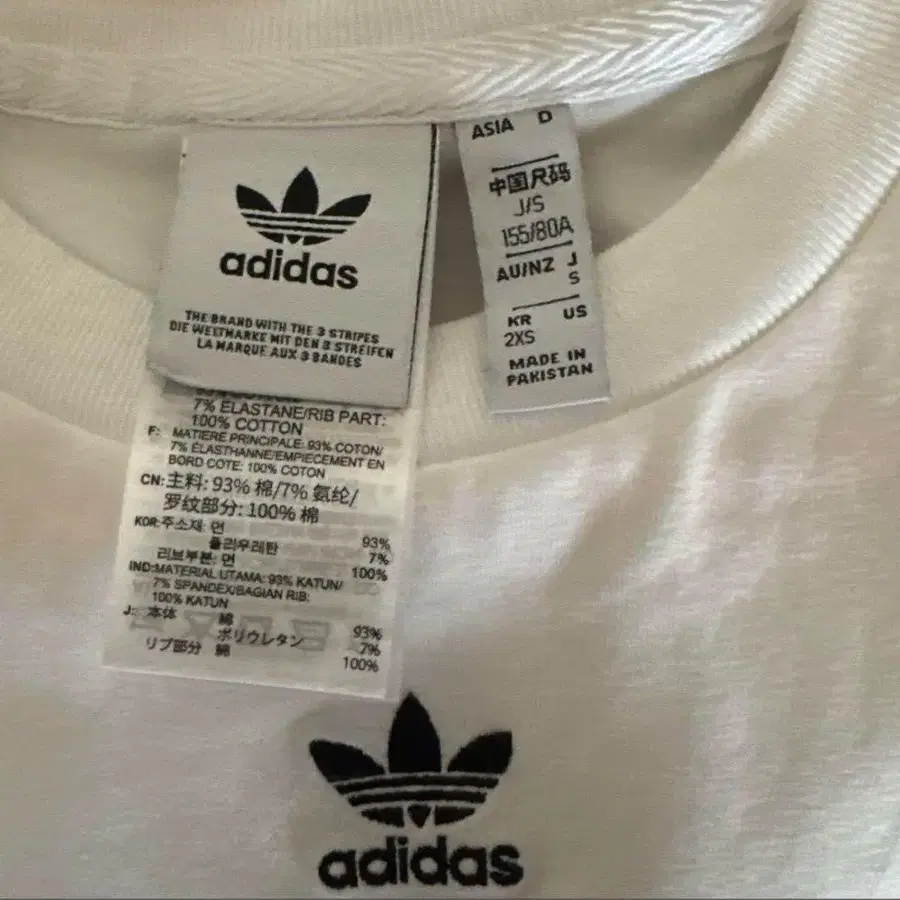 adidas
THE BRAND WITH THE 3 STRIPES
DIE WELTMARKE MIT DEN 3 STREIFEN
LA MARQUE AUX 3 BANDES
ASIA D
中国尺码
J/S
155/80A
AU/NZ J
S
KR US
2XS
MADE IN
PAKISTAN
7% ELASTANE/RIB PART:
100% COTTON
F: MATIERE PRINCIPALE: 93% COTON/
7% ELASTHANNE/EMPIECEMENT EN
BORD COTE: 100% COTON
CN: 主料: 93% 棉/7% 氨纶/
罗纹部分: 100% 棉
KOR: 주소재: 면 93%
폴리우레탄 7%
리브부분: 면 100%
IND: MATERIAL UTAMA: 93% KATUN/
7% SPANDEX/BAGIAN RIB:
100% KATUN
J: 本体 綿 93%
ポリウレタン 7%
リブ部分 綿 100%
adidas